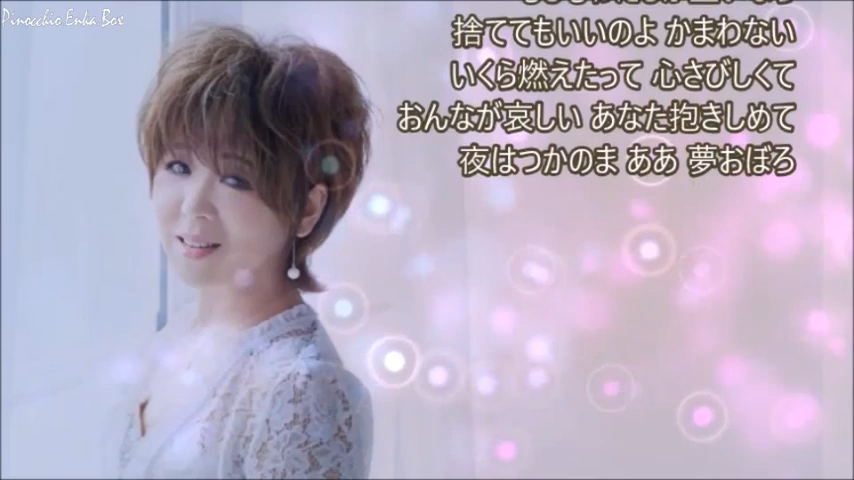 Pinocchio Enka Box
捨ててもいいのよ かまわない
いくら燃えたって 心さびしくて
おんなが哀しい あなた抱きしめて
夜はつかのま ああ 夢おぼろ